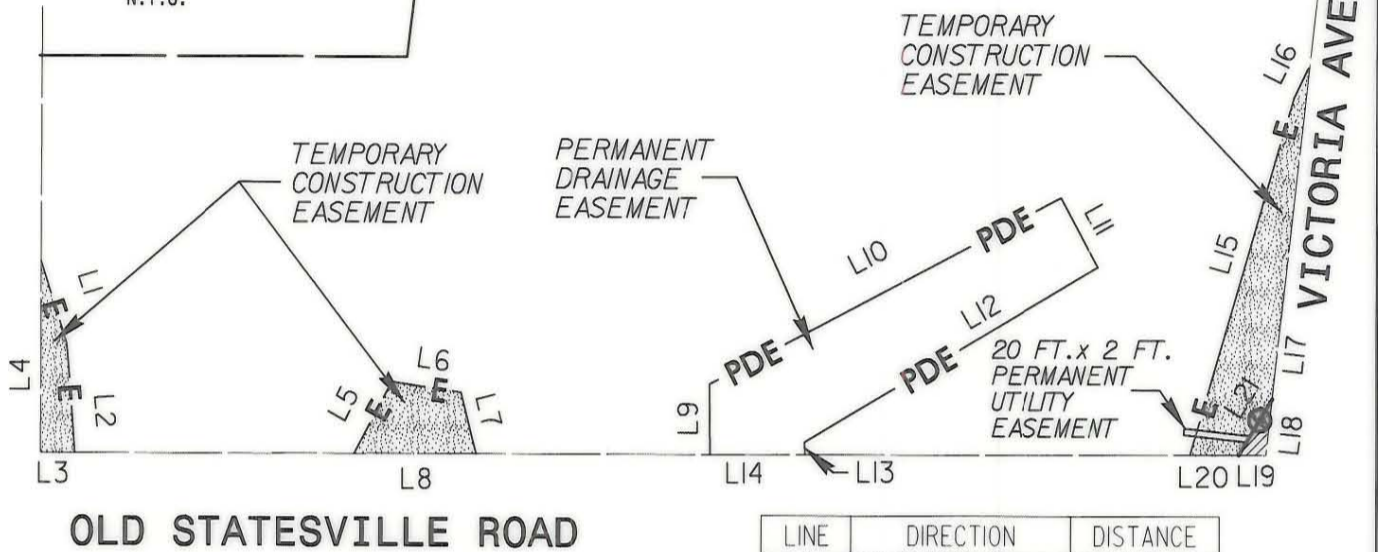 N.T.S.
TEMPORARY
CONSTRUCTION
EASEMENT
L16
VICTORIA AVE
TEMPORARY
CONSTRUCTION
EASEMENT
PERMANENT
DRAINAGE
EASEMENT
E
L1
E
L4
E
L2
L3
L5
E
L6
E
L7
L8
L9
PDE
L10
PDE
L11
L12
PDE
L13
L14
20 FT. x 2 FT.
PERMANENT
UTILITY
EASEMENT
L15
E
L21
L17
L18
L20 L19
OLD STATESVILLE ROAD
LINE DIRECTION DISTANCE